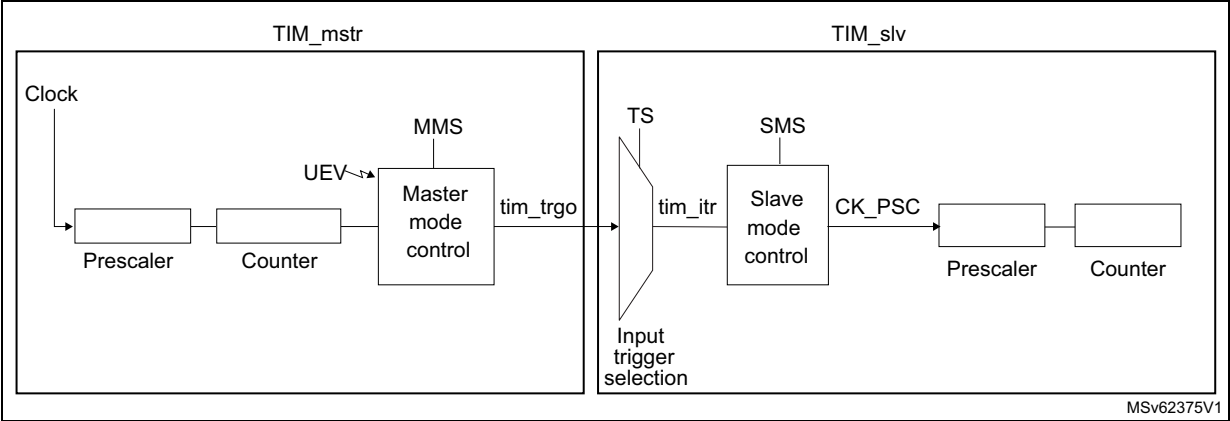 TIM_mstr
TIM_slv
Clock
MMS
UEV
Master
mode
control
tim_trgo
Prescaler
Counter
TS
SMS
tim_itr
Slave
mode
control
CK_PSC
Prescaler
Counter
Input
trigger
selection
MSv62375V1